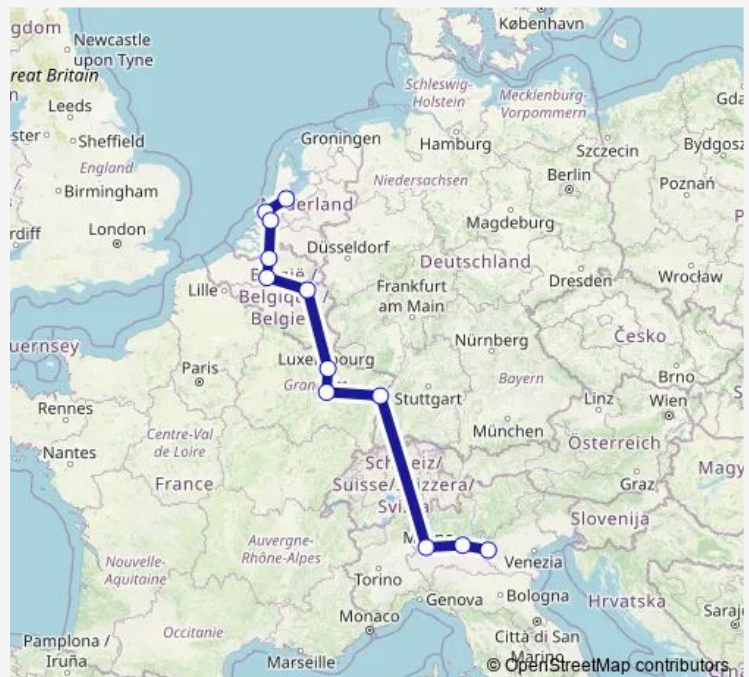 København
gdom
Newcastle
upon Tyne
reat Britain
n
Schleswig-
Holstein
Mecklenburg-
Vorpommern
Gda
Leeds
ster
Sheffield
Groningen
Hamburg
Szczecin
Bydgosz
England
Birmingham
Niedersachsen
Berlin
Poznań
Nederland
London
rdiff
Magdeburg
Düsseldorf
Deutschland
België /
Belgique /
Belgie
Lille
Frankfurt
am Main
Dresden
Wrocław
uernsey
Luxembourg
Nürnberg
Česko
Paris
Bayern
Brno
Rennes
Stuttgart
Linz
Wien
Centre-Val
de Loire
München
Nantes
Österreich
France
Schweiz/
Suisse/Svizzera/
Svizra
Magy
Graz
Slovenija
Auvergne-
Rhône-Alpes
Venezia
Nouvelle-
Aquitaine
Torino
Genova
Bologna
Hrvatska
Monaco
Saraj
Occitanie
Pamplona /
Iruña
Marseille
Città di San
Marino
© OpenStreetMap contributors